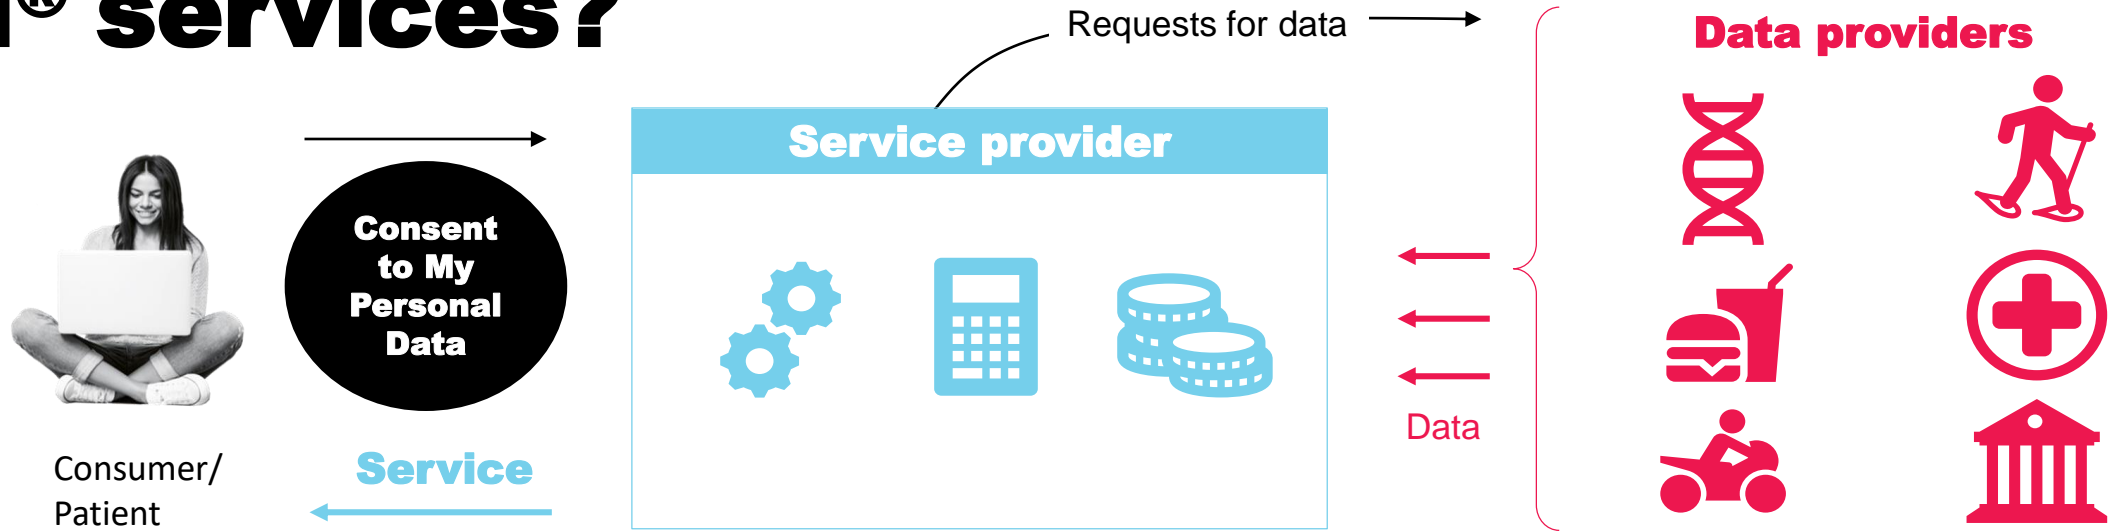 ® services?
Requests for data
Data providers
Service provider
Consent
to My
Personal
Data
Data
Consumer/
Patient
Service